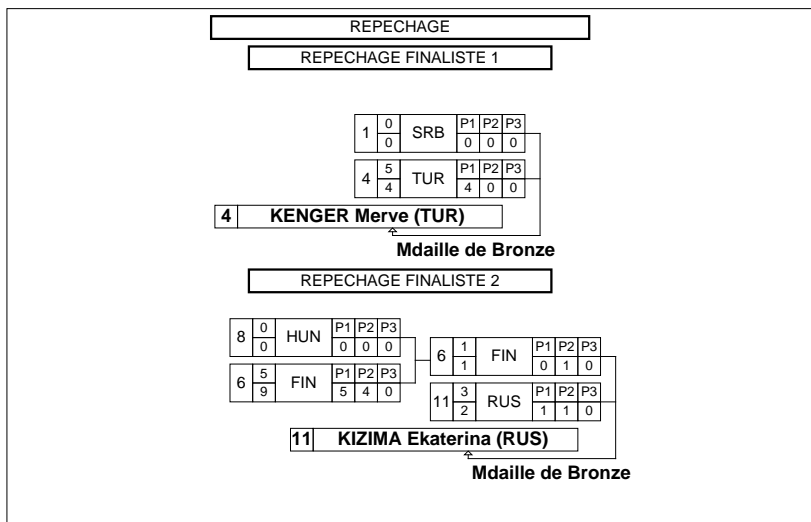 REPECHAGE
REPECHAGE FINALISTE 1
1 0 0 SRB P1 P2 P3 0 0 0
4 5 4 TUR P1 P2 P3 4 0 0
4 KENGER Merve (TUR)
Mdaille de Bronze
REPECHAGE FINALISTE 2
8 0 0 HUN P1 P2 P3 0 0 0
6 5 9 FIN P1 P2 P3 5 4 0
6 1 1 FIN P1 P2 P3 0 1 0
11 3 2 RUS P1 P2 P3 1 1 0
11 KIZIMA Ekaterina (RUS)
Mdaille de Bronze